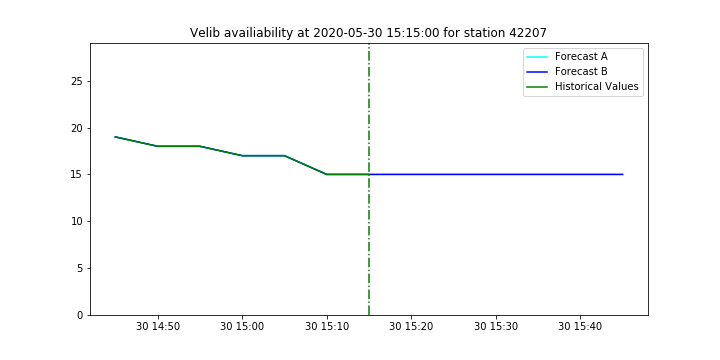 Velib availiability at 2020-05-30 15:15:00 for station 42207
Forecast A
Forecast B
Historical Values
25
20
15
10
5
0
30 14:50 30 15:00 30 15:10 30 15:20 30 15:30 30 15:40